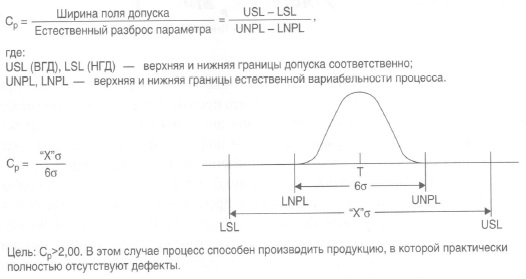 Cp = Ширина поля допуска / Естественный разброс параметра = USL – LSL / UNPL – LNPL ,
где:
USL (ВГД), LSL (НГД) — верхняя и нижняя границы допуска соответственно;
UNPL, LNPL — верхняя и нижняя границы естественной вариабельности процесса.
Cp = “X”σ / 6σ
T
6σ
LNPL UNPL
“X”σ
LSL USL
Цель: Cp>2,00. В этом случае процесс способен производить продукцию, в которой практически
полностью отсутствуют дефекты.